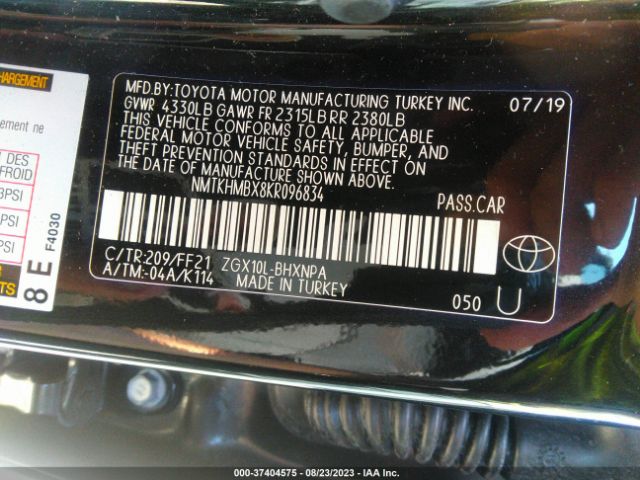 CHARGEMENT
ement ne
DES
FROID
PSI
PSI
PSI
TS
8 E F4030
MFD.BY:TOYOTA MOTOR MANUFACTURING TURKEY INC. 07/19
GVWR 4330LB GAWR FR 2315LB RR 2380LB
THIS VEHICLE CONFORMS TO ALL APPLICABLE
FEDERAL MOTOR VEHICLE SAFETY, BUMPER, AND
THEFT PREVENTION STANDARDS IN EFFECT ON
THE DATE OF MANUFACTURE SHOWN ABOVE.
NMTKHMBX8KR096834 PASS.CAR
C/TR:209/FF21 ZGX10L-BHXNPA
A/TM:-04A/K114 MADE IN TURKEY
050 U
000-37404575 - 08/23/2023 - IAA Inc.